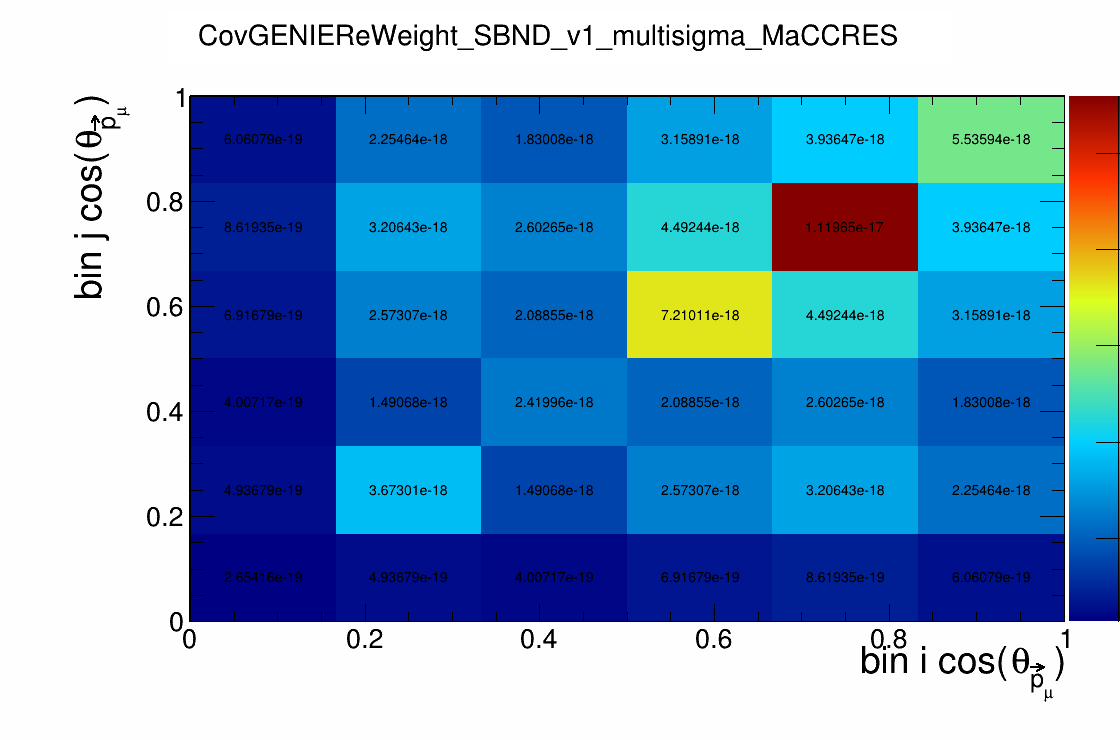 CovGENIEReWeight_SBND_v1_multisigma_MaCCRES
bin j cos(θ p μ)
1
6.06079e-19 2.25464e-18 1.83008e-18 3.15891e-18 3.93647e-18 5.53594e-18
0.8
8.61935e-19 3.20643e-18 2.60265e-18 4.49244e-18 1.11965e-17 3.93647e-18
0.6
6.91679e-19 2.57307e-18 2.08855e-18 7.21011e-18 4.49244e-18 3.15891e-18
0.4
4.00717e-19 1.49068e-18 2.41996e-18 2.08855e-18 2.60265e-18 1.83008e-18
4.93679e-19 3.67301e-18 1.49068e-18 2.57307e-18 3.20643e-18 2.25464e-18
0.2
2.65416e-19 4.93679e-19 4.00717e-19 6.91679e-19 8.61935e-19 6.06079e-19
0
0 0.2 0.4 0.6 0.8 1
bin i cos(θ p μ)